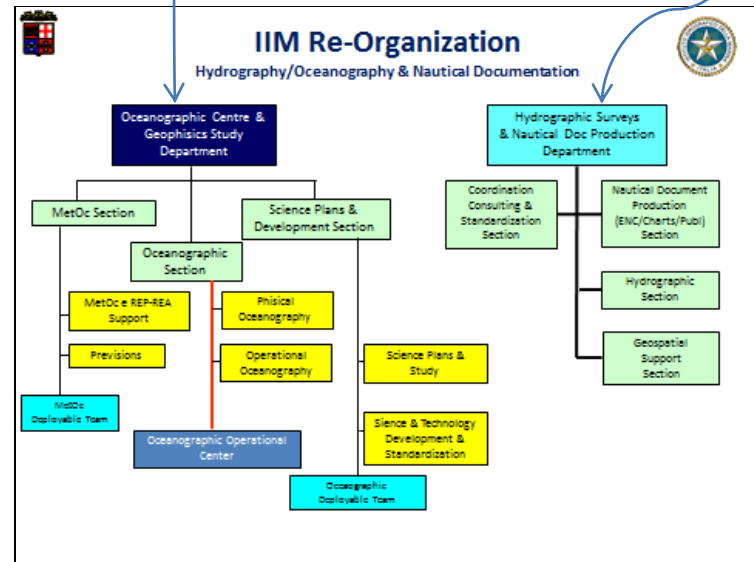 IIM Re-Organization
Hydrography/Oceanography & Nautical Documentation
Oceanographic Centre &
Geophisics Study
Department
Hydrographic Surveys
& Nautical Doc Production
Department
MetOc Section
Oceanographic
Section
Science Plans &
Development Section
Coordination
Consulting &
Standardization
Section
Nautical Document
Production
(ENC/Charts/Publ)
Section
MetOc e REP-REA
Support
Previsions
MetOc
Deployable Team
Phisical
Oceanography
Operational
Oceanography
Oceanographic Operational
Center
Science Plans &
Study
Sience & Technology
Development &
Standardization
Oceagraphic
Deployable Team
Hydrographic
Section
Geospatial
Support
Section